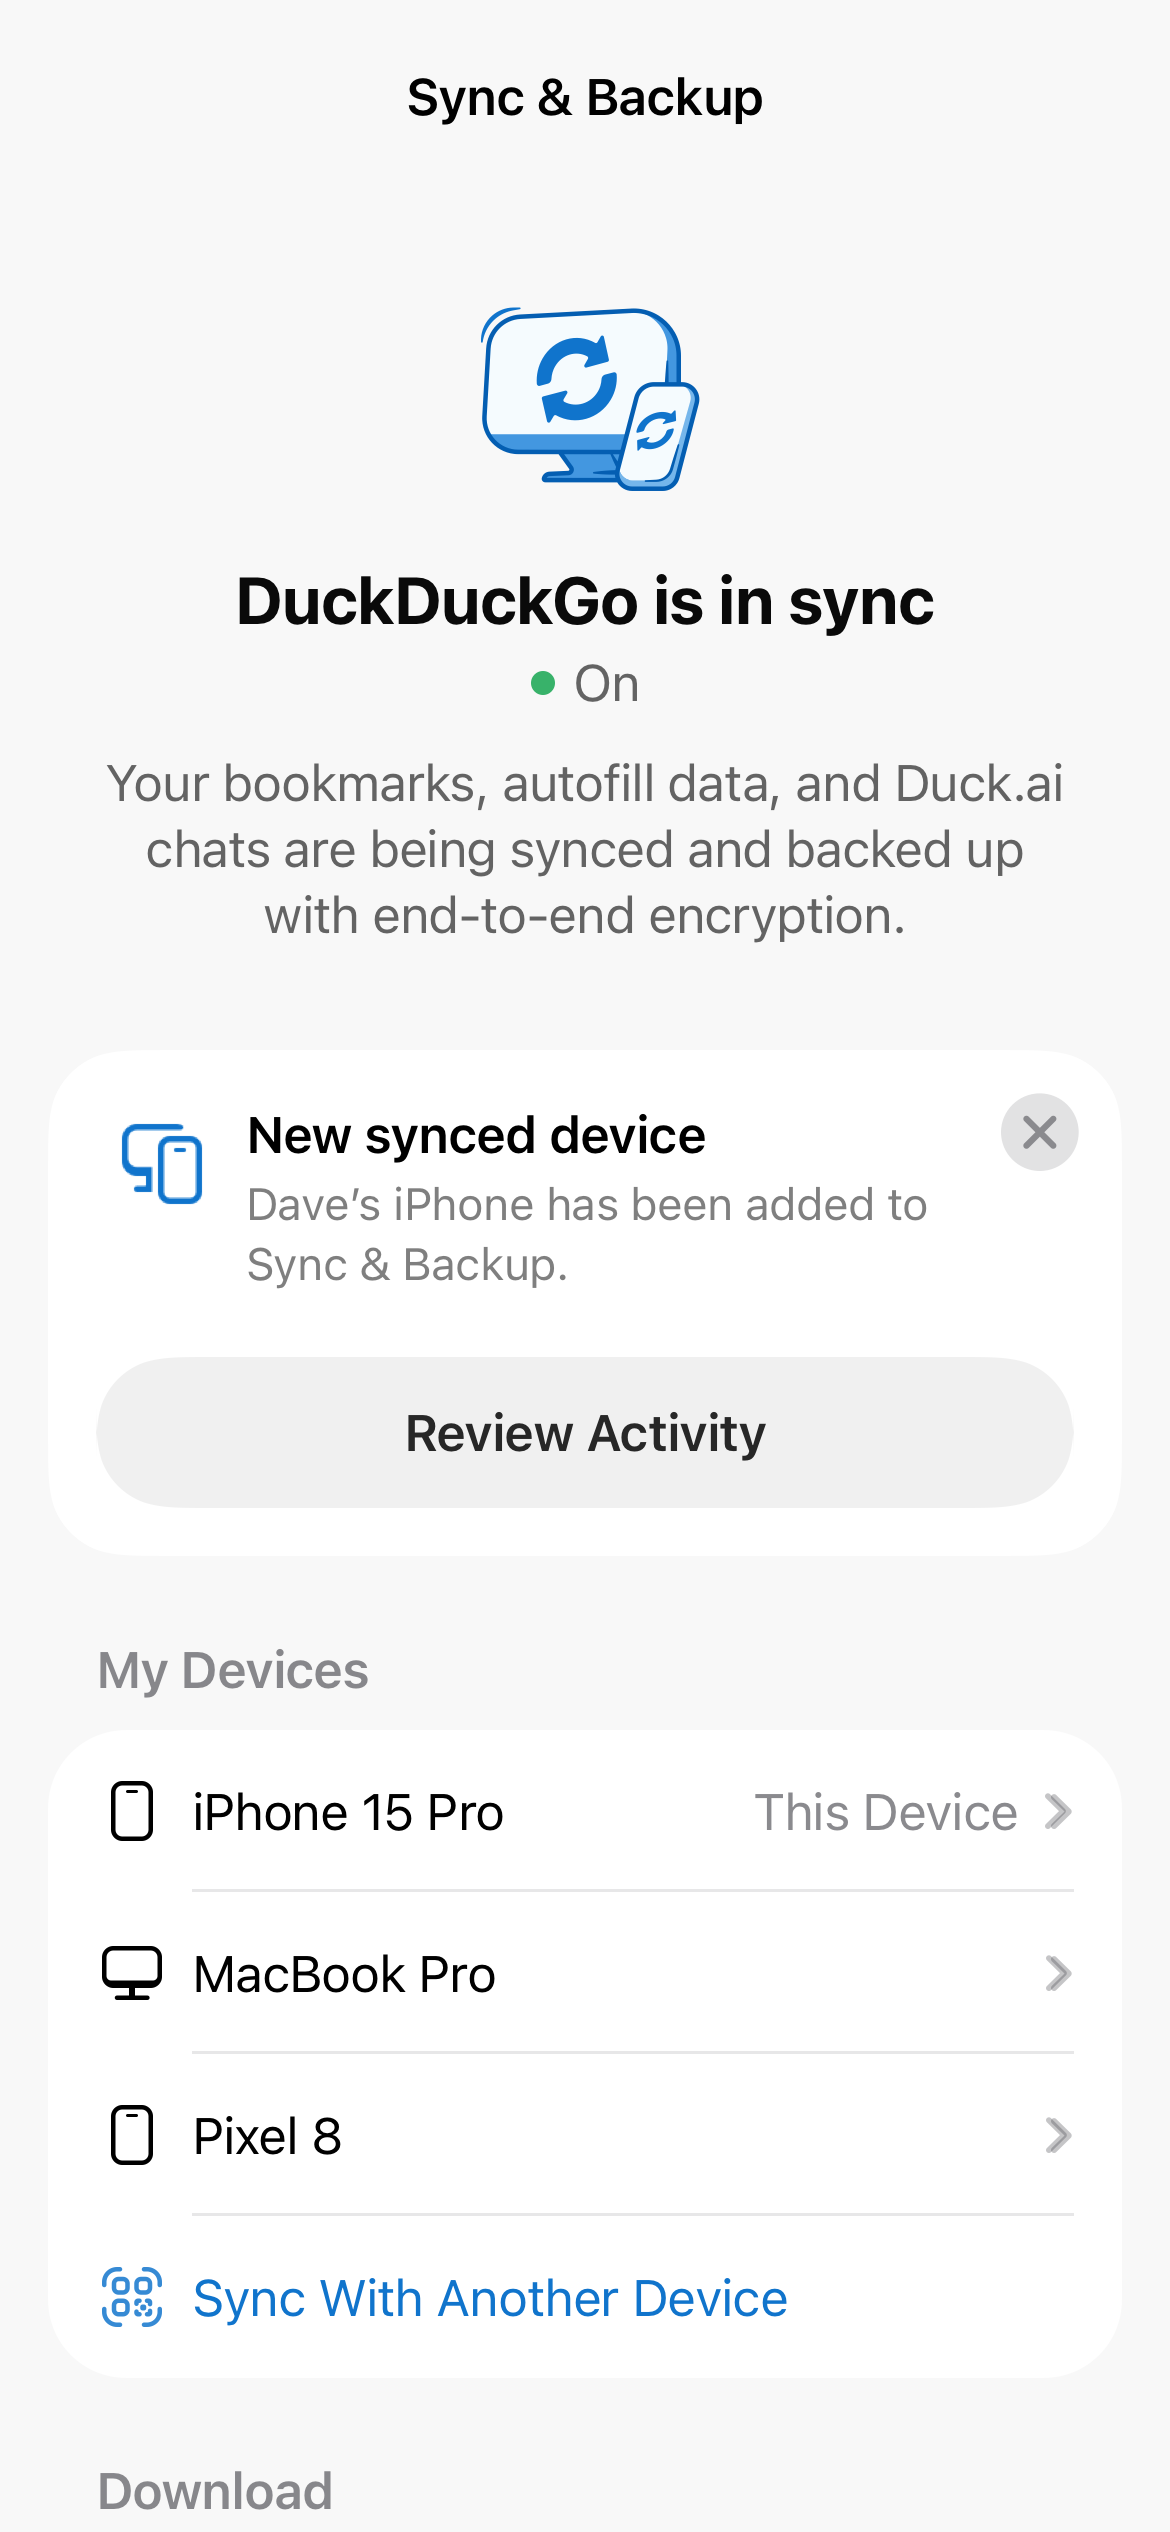 Sync & Backup
DuckDuckGo is in sync
On
Your bookmarks, autofill data, and Duck.ai
chats are being synced and backed up
with end-to-end encryption.
New synced device
Dave’s iPhone has been added to
Sync & Backup.
Review Activity
My Devices
iPhone 15 Pro This Device
MacBook Pro
Pixel 8
Sync With Another Device
Download